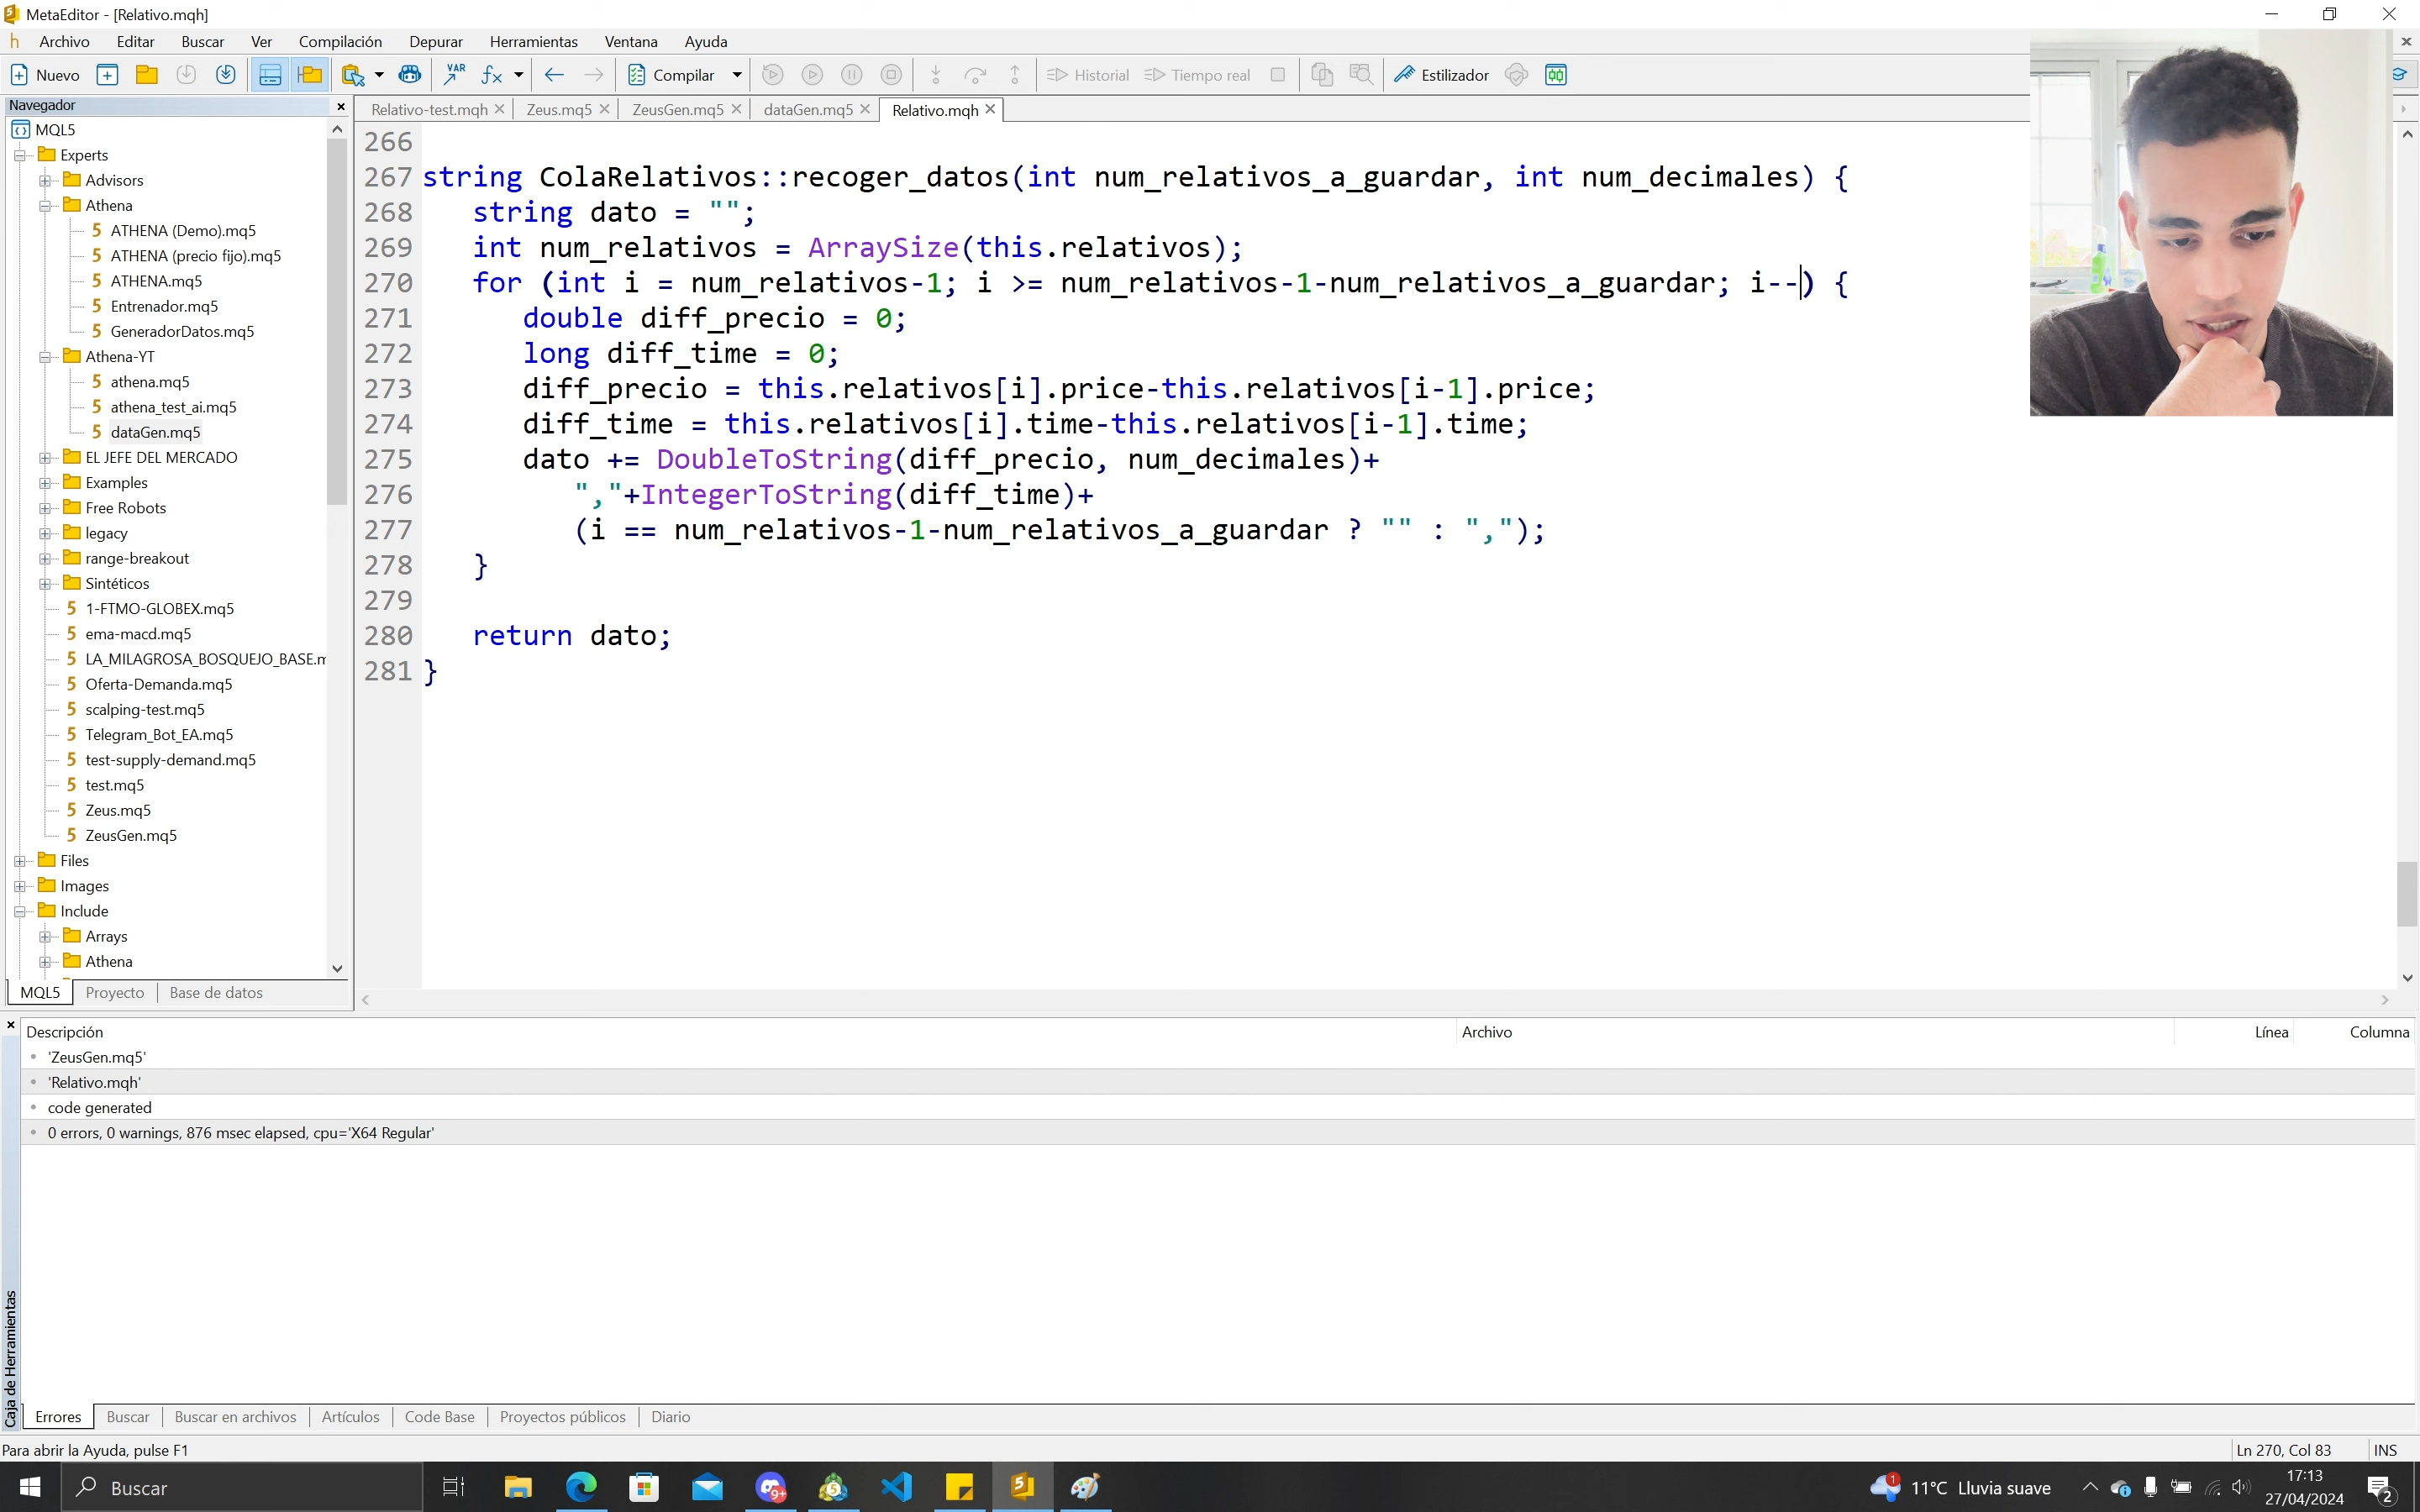 MetaEditor - [Relativo.mqh]
Archivo Editar Buscar Ver Compilación Depurar Herramientas Ventana Ayuda
Nuevo VAR fx Compilar Historial Tiempo real Estilizador
Navegador
Relativo-test.mqh Zeus.mq5 ZeusGen.mq5 dataGen.mq5 Relativo.mqh
MQL5
Experts
Advisors
Athena
ATHENA (Demo).mq5
ATHENA (precio fijo).mq5
ATHENA.mq5
Entrenador.mq5
GeneradorDatos.mq5
Athena-YT
athena.mq5
athena_test_ai.mq5
dataGen.mq5
EL JEFE DEL MERCADO
Examples
Free Robots
legacy
range-breakout
Sintéticos
1-FTMO-GLOBEX.mq5
ema-macd.mq5
LA_MILAGROSA_BOSQUEJO_BASE.m
Oferta-Demanda.mq5
scalping-test.mq5
Telegram_Bot_EA.mq5
test-supply-demand.mq5
test.mq5
Zeus.mq5
ZeusGen.mq5
Files
Images
Include
Arrays
Athena
MQL5 Proyecto Base de datos
266
267 string ColaRelativos::recoger_datos(int num_relativos_a_guardar, int num_decimales) {
268 string dato = "";
269 int num_relativos = ArraySize(this.relativos);
270 for (int i = num_relativos-1; i >= num_relativos-1-num_relativos_a_guardar; i--) {
271 double diff_precio = 0;
272 long diff_time = 0;
273 diff_precio = this.relativos[i].price-this.relativos[i-1].price;
274 diff_time = this.relativos[i].time-this.relativos[i-1].time;
275 dato += DoubleToString(diff_precio, num_decimales)+
276 ","+IntegerToString(diff_time)+
277 (i == num_relativos-1-num_relativos_a_guardar ? "" : ",");
278 }
279
280 return dato;
281 }
Descripción Archivo Línea Columna
'ZeusGen.mq5'
'Relativo.mqh'
code generated
0 errors, 0 warnings, 876 msec elapsed, cpu='X64 Regular'
Caja de Herramientas
Errores Buscar Buscar en archivos Artículos Code Base Proyectos públicos Diario
Para abrir la Ayuda, pulse F1 Ln 270, Col 83 INS
Buscar 9+ 1 11°C Lluvia suave 17:13
27/04/2024 2